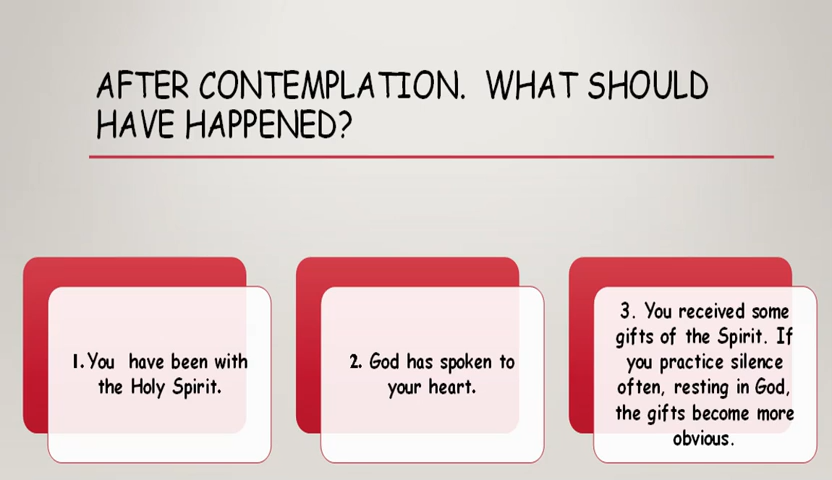 AFTER CONTEMPLATION. WHAT SHOULD
HAVE HAPPENED?
1. You have been with
the Holy Spirit.
2. God has spoken to
your heart.
3. You received some
gifts of the Spirit. If
you practice silence
often, resting in God,
the gifts become more
obvious.